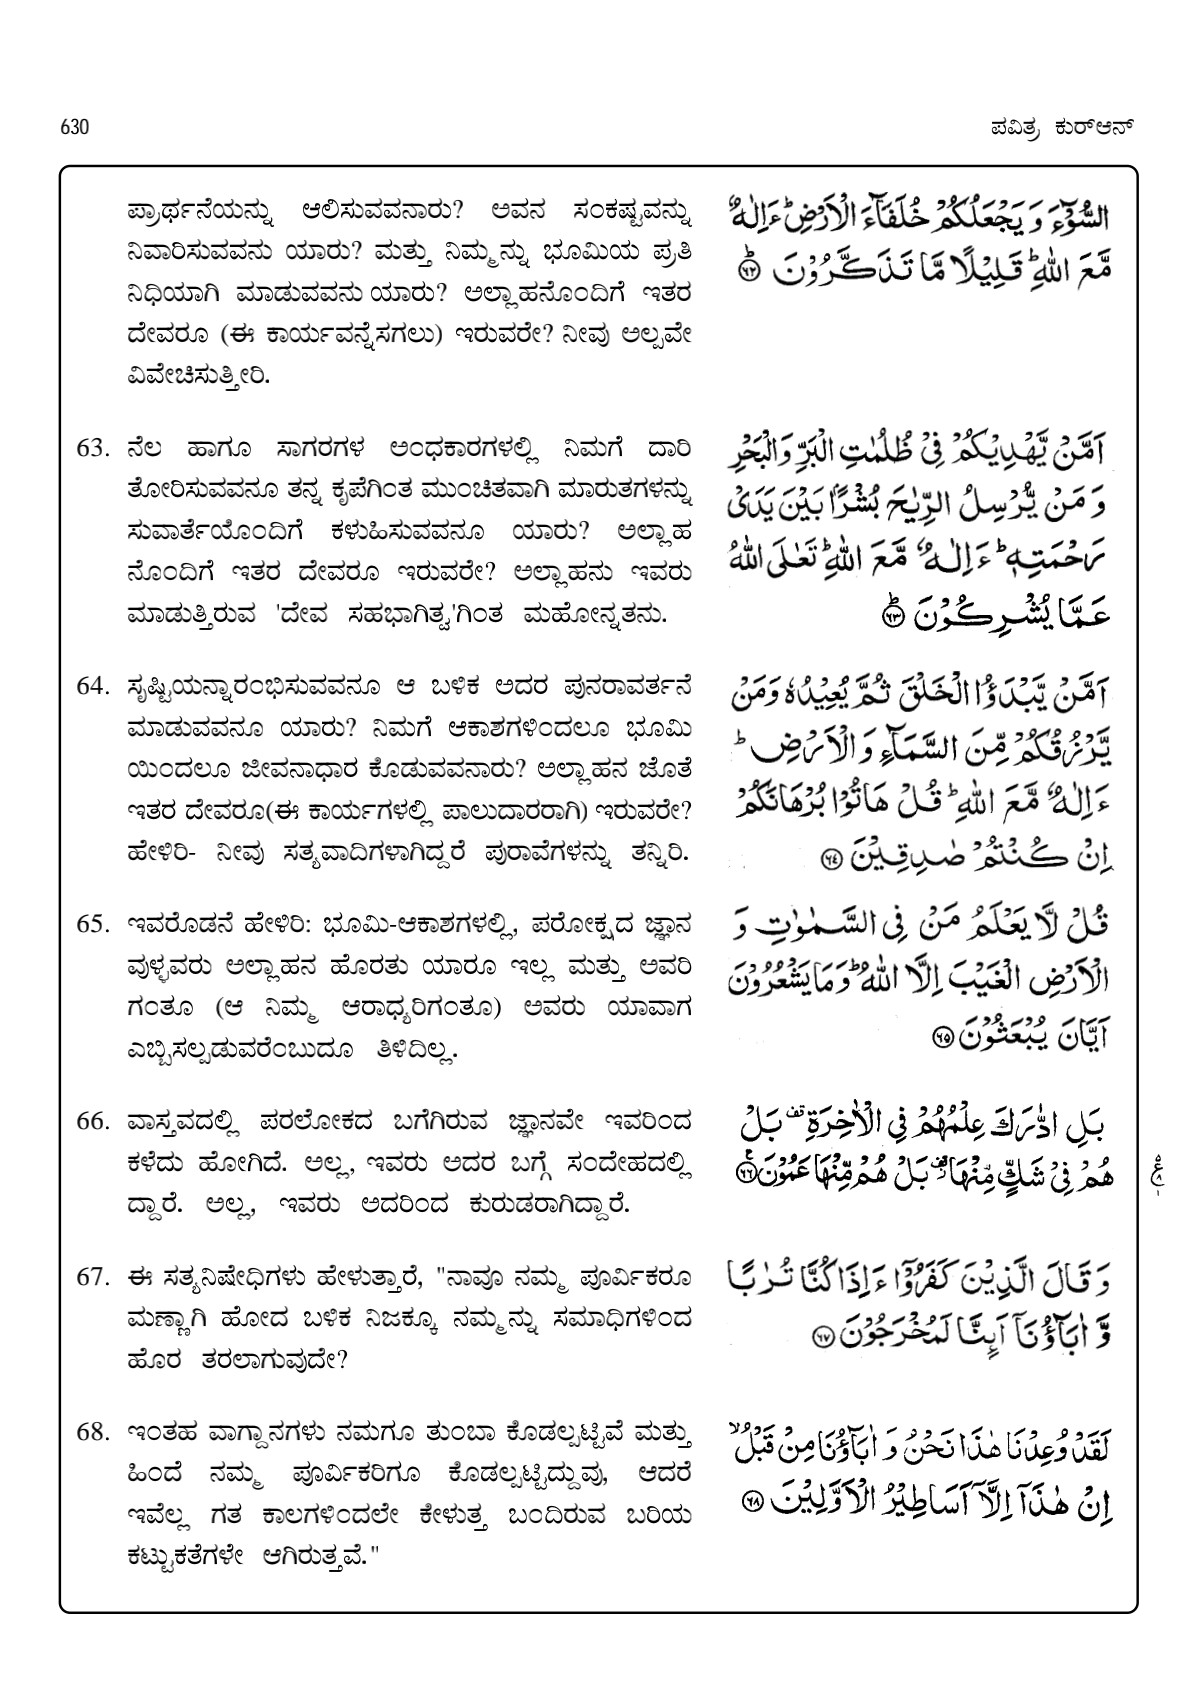 630
ಪವಿತ್ರ ಕುರ್‌ಆನ್
ಪ್ರಾರ್ಥನೆಯನ್ನು ಆಲಿಸುವವನಾರು? ಅವನ ಸಂಕಷ್ಟವನ್ನು
ನಿವಾರಿಸುವವನು ಯಾರು? ಮತ್ತು ನಿಮ್ಮನ್ನು ಭೂಮಿಯ ಪ್ರತಿ
ನಿಧಿಯಾಗಿ ಮಾಡುವವನು ಯಾರು? ಅಲ್ಲಾಹನೊಂದಿಗೆ ಇತರ
ದೇವರೂ (ಈ ಕಾರ್ಯವನ್ನೆಸಗಲು) ಇರುವರೇ? ನೀವು ಅಲ್ಪವೇ
ವಿವೇಚಿಸುತ್ತೀರಿ.
السُّوْٓءَ وَ يَجْعَلُكُمْ خُلَفَآءَ الْاَرْضِ ؕ ءَاِلٰهٌ
مَّعَ اللّٰهِ ؕ قَلِيْلًا مَّا تَذَكَّرُوْنَ ؕ﴿٦٢﴾
63. ನೆಲ ಹಾಗೂ ಸಾಗರಗಳ ಅಂಧಕಾರಗಳಲ್ಲಿ ನಿಮಗೆ ದಾರಿ
ತೋರಿಸುವವನೂ ತನ್ನ ಕೃಪೆಗಿಂತ ಮುಂಚಿತವಾಗಿ ಮಾರುತಗಳನ್ನು
ಸುವಾರ್ತೆಯೊಂದಿಗೆ ಕಳುಹಿಸುವವನೂ ಯಾರು? ಅಲ್ಲಾಹ
ನೊಂದಿಗೆ ಇತರ ದೇವರೂ ಇರುವರೇ? ಅಲ್ಲಾಹನು ಇವರು
ಮಾಡುತ್ತಿರುವ 'ದೇವ ಸಹಭಾಗಿತ್ವ'ಗಿಂತ ಮಹೋನ್ನತನು.
اَمَّنْ يَّهْدِيْكُمْ فِيْ ظُلُمٰتِ الْبَرِّ وَ الْبَحْرِ
وَ مَنْ يُّرْسِلُ الرِّيٰحَ بُشْرًۢا بَيْنَ يَدَيْ
رَحْمَتِهٖ ؕ ءَاِلٰهٌ مَّعَ اللّٰهِ ؕ تَعٰلَى اللّٰهُ
عَمَّا يُشْرِكُوْنَ ؕ﴿٦٣﴾
64. ಸೃಷ್ಟಿಯನ್ನಾರಂಭಿಸುವವನೂ ಆ ಬಳಿಕ ಅದರ ಪುನರಾವರ್ತನೆ
ಮಾಡುವವನೂ ಯಾರು? ನಿಮಗೆ ಆಕಾಶಗಳಿಂದಲೂ ಭೂಮಿ
ಯಿಂದಲೂ ಜೀವನಾಧಾರ ಕೊಡುವವನಾರು? ಅಲ್ಲಾಹನ ಜೊತೆ
ಇತರ ದೇವರೂ(ಈ ಕಾರ್ಯಗಳಲ್ಲಿ ಪಾಲುದಾರರಾಗಿ) ಇರುವರೇ?
ಹೇಳಿರಿ- ನೀವು ಸತ್ಯವಾದಿಗಳಾಗಿದ್ದರೆ ಪುರಾವೆಗಳನ್ನು ತನ್ನಿರಿ.
اَمَّنْ يَّبْدَؤُا الْخَلْقَ ثُمَّ يُعِيْدُهٗ وَ مَنْ
يَّرْزُقُكُمْ مِّنَ السَّمَآءِ وَ الْاَرْضِ ؕ
ءَاِلٰهٌ مَّعَ اللّٰهِ ؕ قُلْ هَاتُوْا بُرْهَانَكُمْ
اِنْ كُنْتُمْ صٰدِقِيْنَ ﴿٦٤﴾
65. ಇವರೊಡನೆ ಹೇಳಿರಿ: ಭೂಮಿ-ಆಕಾಶಗಳಲ್ಲಿ, ಪರೋಕ್ಷದ ಜ್ಞಾನ
ವುಳ್ಳವರು ಅಲ್ಲಾಹನ ಹೊರತು ಯಾರೂ ಇಲ್ಲ ಮತ್ತು ಅವರಿ
ಗಂತೂ (ಆ ನಿಮ್ಮ ಆರಾಧ್ಯರಿಗಂತೂ) ಅವರು ಯಾವಾಗ
ಎಬ್ಬಿಸಲ್ಪಡುವರೆಂಬುದೂ ತಿಳಿದಿಲ್ಲ.
قُلْ لَّا يَعْلَمُ مَنْ فِي السَّمٰوٰتِ وَ
الْاَرْضِ الْغَيْبَ اِلَّا اللّٰهُ ؕ وَ مَا يَشْعُرُوْنَ
اَيَّانَ يُبْعَثُوْنَ ﴿٦٥﴾
66. ವಾಸ್ತವದಲ್ಲಿ ಪರಲೋಕದ ಬಗೆಗಿರುವ ಜ್ಞಾನವೇ ಇವರಿಂದ
ಕಳೆದು ಹೋಗಿದೆ. ಅಲ್ಲ, ಇವರು ಅದರ ಬಗ್ಗೆ ಸಂದೇಹದಲ್ಲಿ
ದ್ದಾರೆ. ಅಲ್ಲ, ಇವರು ಅದರಿಂದ ಕುರುಡರಾಗಿದ್ದಾರೆ.
بَلِ ادّٰرَكَ عِلْمُهُمْ فِي الْاٰخِرَةِ ۫ بَلْ
هُمْ فِيْ شَكٍّ مِّنْهَا ۫ بَلْ هُمْ مِّنْهَا عَمُوْنَ ﴿٦٦﴾
67. ಈ ಸತ್ಯನಿಷೇಧಿಗಳು ಹೇಳುತ್ತಾರೆ, "ನಾವೂ ನಮ್ಮ ಪೂರ್ವಿಕರೂ
ಮಣ್ಣಾಗಿ ಹೋದ ಬಳಿಕ ನಿಜಕ್ಕೂ ನಮ್ಮನ್ನು ಸಮಾಧಿಗಳಿಂದ
ಹೊರ ತರಲಾಗುವುದೇ?
وَ قَالَ الَّذِيْنَ كَفَرُوْٓا ءَاِذَا كُنَّا تُرٰبًا
وَّ اٰبَآؤُنَاۤ اَىِٕنَّا لَمُخْرَجُوْنَ ﴿٦٧﴾
68. ಇಂತಹ ವಾಗ್ದಾನಗಳು ನಮಗೂ ತುಂಬಾ ಕೊಡಲ್ಪಟ್ಟಿವೆ ಮತ್ತು
ಹಿಂದೆ ನಮ್ಮ ಪೂರ್ವಿಕರಿಗೂ ಕೊಡಲ್ಪಟ್ಟಿದ್ದುವು, ಆದರೆ
ಇವೆಲ್ಲ ಗತ ಕಾಲಗಳಿಂದಲೇ ಕೇಳುತ್ತ ಬಂದಿರುವ ಬರಿಯ
ಕಟ್ಟುಕತೆಗಳೇ ಆಗಿರುತ್ತವೆ."
لَقَدْ وُعِدْنَا هٰذَا نَحْنُ وَ اٰبَآؤُنَا مِنْ قَبْلُ ۙ
اِنْ هٰذَاۤ اِلَّاۤ اَسَاطِيْرُ الْاَوَّلِيْنَ ﴿٦٨﴾